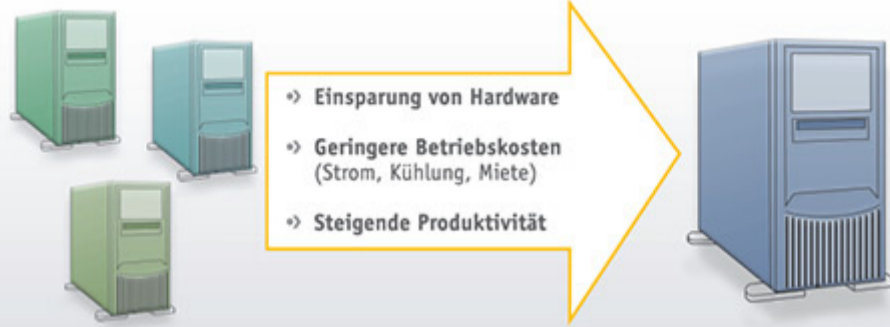 Einsparung von Hardware
Geringere Betriebskosten
(Strom, Kühlung, Miete)
Steigende Produktivität